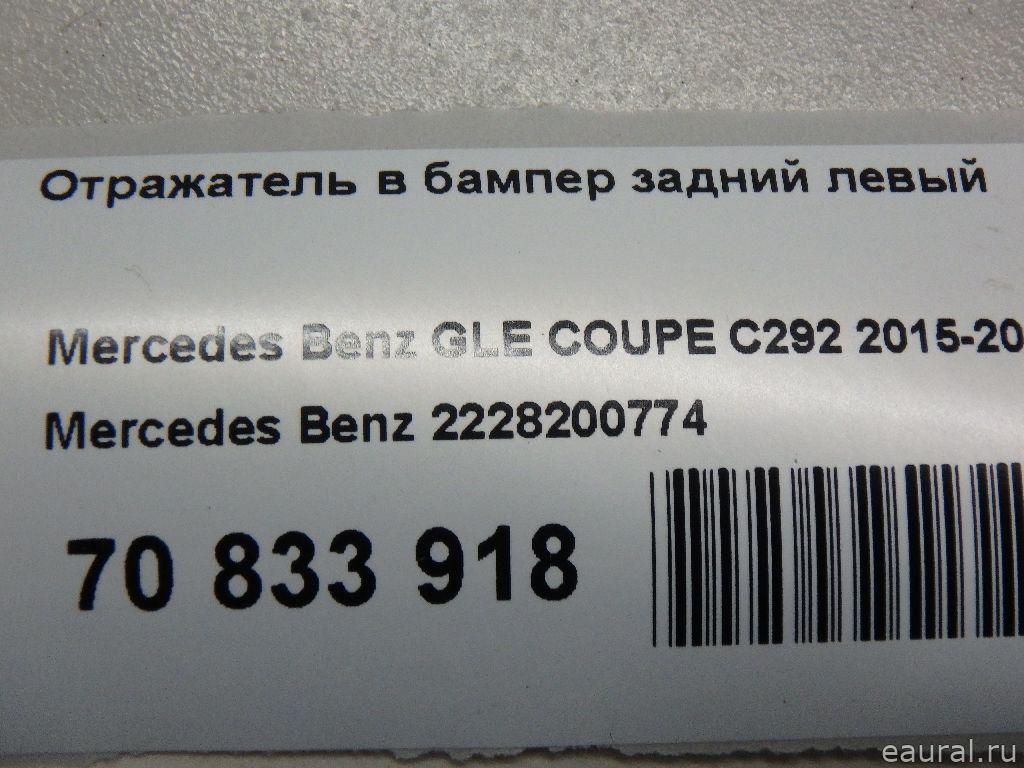 Отражатель в бампер задний левый
Mercedes Benz GLE COUPE C292 2015-20
Mercedes Benz 2228200774
70 833 918
eaural.ru